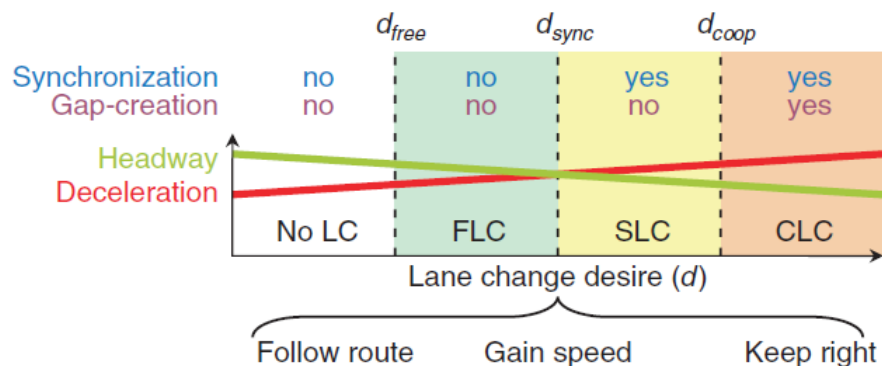 d_free d_sync d_coop
Synchronization no no yes yes
Gap-creation no no no yes
Headway
Deceleration
No LC FLC SLC CLC
Lane change desire (d)
Follow route Gain speed Keep right